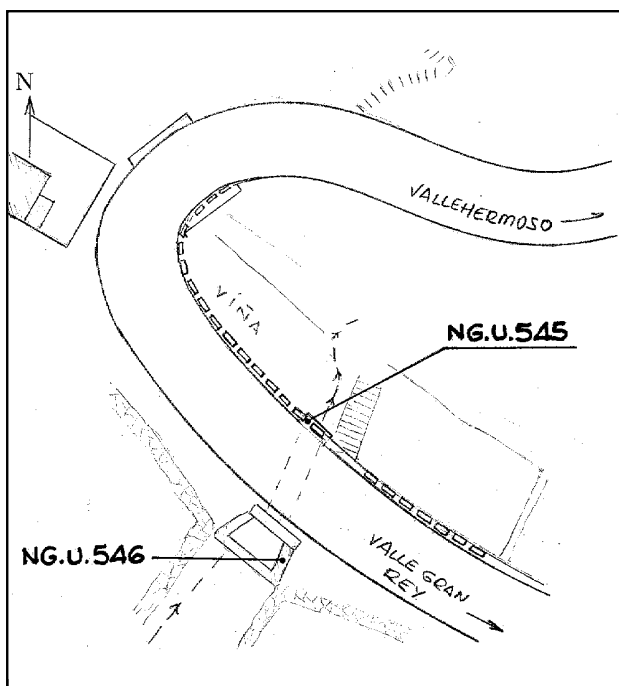 N
VALLEHERMOSO
VIÑA
NG.U.545
NG.U.546
VALLE GRAN
REY